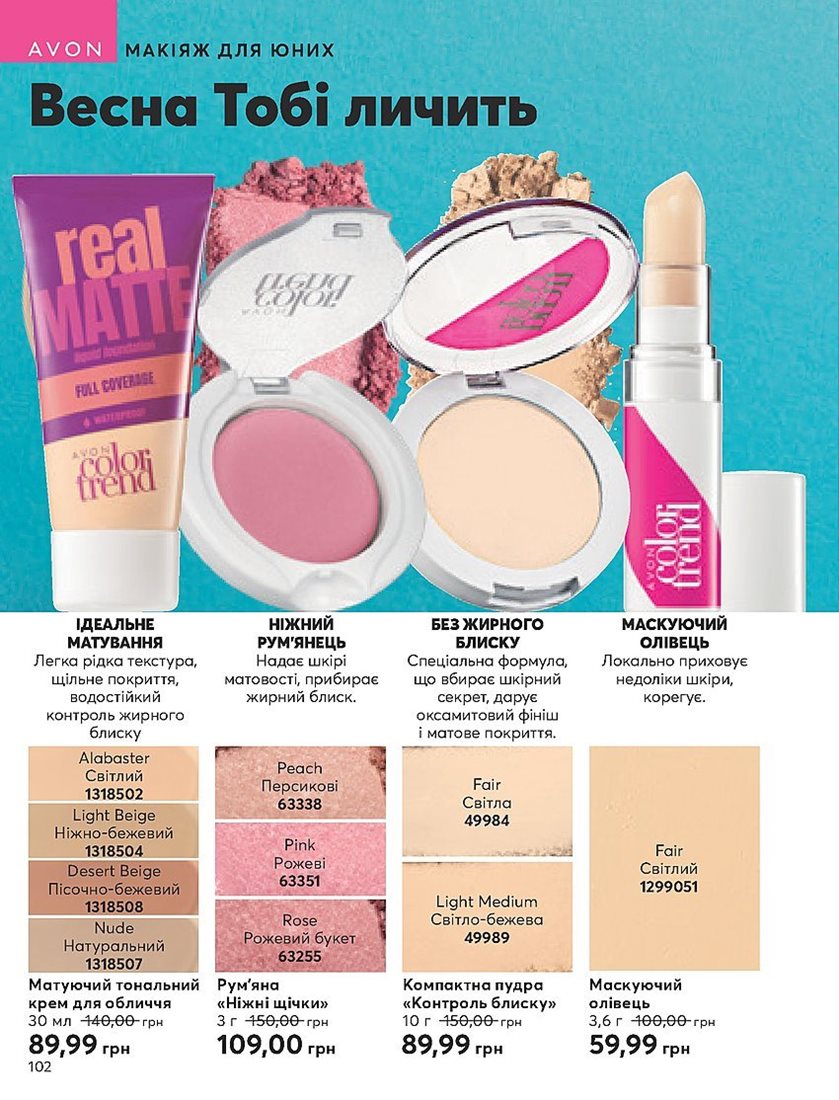 AVON МАКІЯЖ ДЛЯ ЮНИХ
Весна Тобі личить
real
MATTE
liquid foundation
FULL COVERAGE
WATERPROOF
AVON
color
trend
AVON
color
trend
AVON
color
trend
ІДЕАЛЬНЕ
МАТУВАННЯ
Легка рідка текстура,
щільне покриття,
водостійкий
контроль жирного
блиску
НІЖНИЙ
РУМ'ЯНЕЦЬ
Надає шкірі
матовості, прибирає
жирний блиск.
БЕЗ ЖИРНОГО
БЛИСКУ
Спеціальна формула,
що вбирає шкірний
секрет, дарує
оксамитовий фініш
і матове покриття.
МАСКУЮЧИЙ
ОЛІВЕЦЬ
Локально приховує
недоліки шкіри,
корегує.
Alabaster
Світлий
1318502
Light Beige
Ніжно-бежевий
1318504
Desert Beige
Пісочно-бежевий
1318508
Nude
Натуральний
1318507
Peach
Персикові
63338
Pink
Рожеві
63351
Rose
Рожевий букет
63255
Fair
Світла
49984
Light Medium
Світло-бежева
49989
Fair
Світлий
1299051
Матуючий тональний
крем для обличчя
30 мл 140,00 грн
89,99 грн
Рум'яна
«Ніжні щічки»
3 г 150,00 грн
109,00 грн
Компактна пудра
«Контроль блиску»
10 г 150,00 грн
89,99 грн
Маскуючий
олівець
3,6 г 100,00 грн
59,99 грн
102